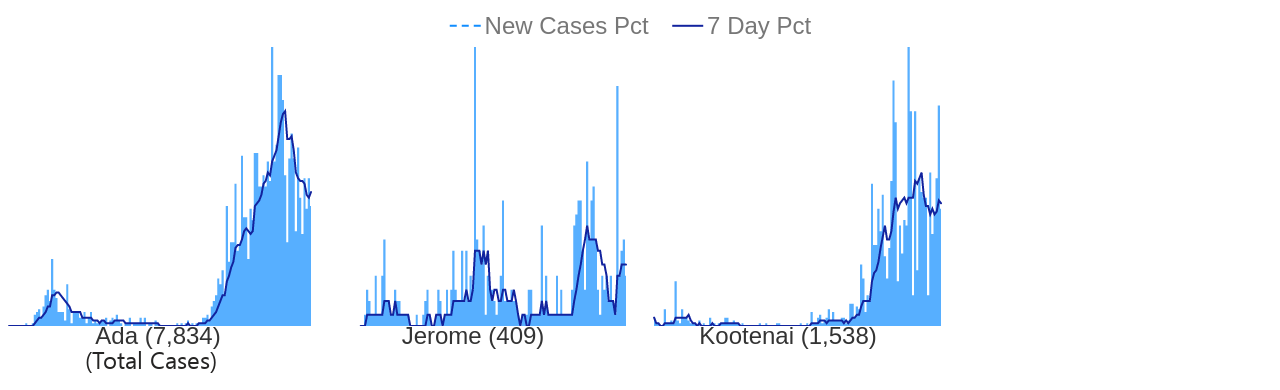 New Cases Pct 7 Day Pct
Ada (7,834) Jerome (409) Kootenai (1,538)
(Total Cases)